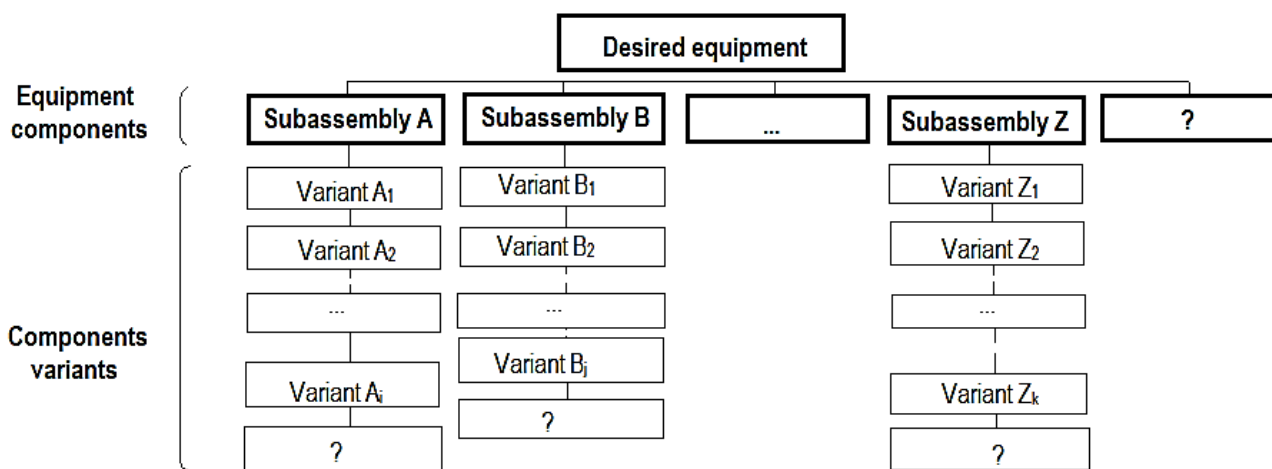 Desired equipment
Equipment
components
Subassembly A
Subassembly B
...
Subassembly Z
?
Components
variants
Variant A₁
Variant A₂
...
Variant Aᵢ
?
Variant B₁
Variant B₂
...
Variant Bⱼ
?
Variant Z₁
Variant Z₂
...
Variant Zₖ
?